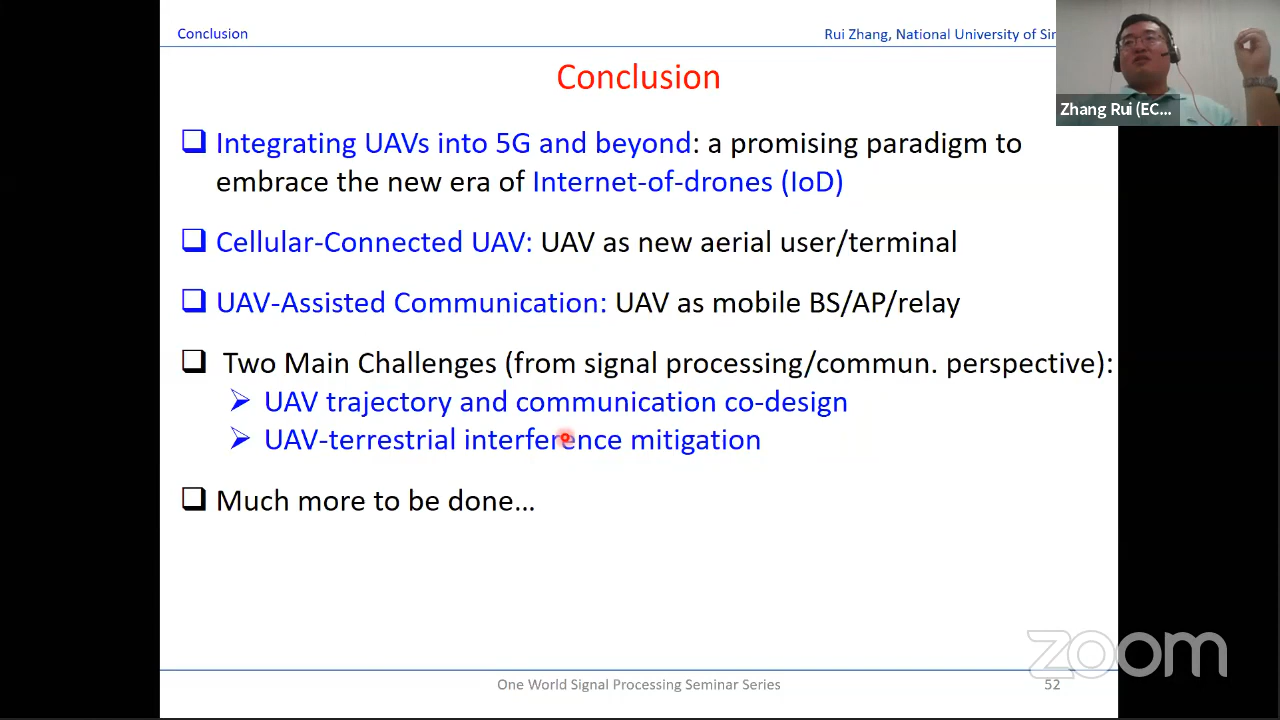 Conclusion
Rui Zhang, National University of
Zhang Rui (EC...
Conclusion
Integrating UAVs into 5G and beyond: a promising paradigm to
embrace the new era of Internet-of-drones (IoD)
Cellular-Connected UAV: UAV as new aerial user/terminal
UAV-Assisted Communication: UAV as mobile BS/AP/relay
Two Main Challenges (from signal processing/commun. perspective):
UAV trajectory and communication co-design
UAV-terrestrial interference mitigation
Much more to be done...
zoom
One World Signal Processing Seminar Series
52